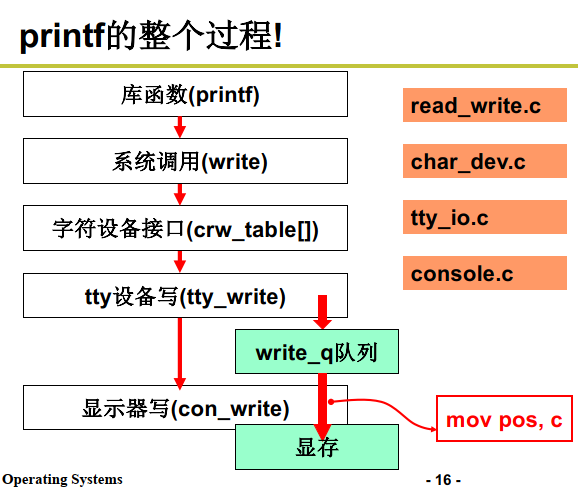 printf的整个过程!
库函数(printf)
系统调用(write)
字符设备接口(crw_table[])
tty设备写(tty_write)
write_q队列
显示器写(con_write)
显存
read_write.c
char_dev.c
tty_io.c
console.c
mov pos, c
Operating Systems
- 16 -